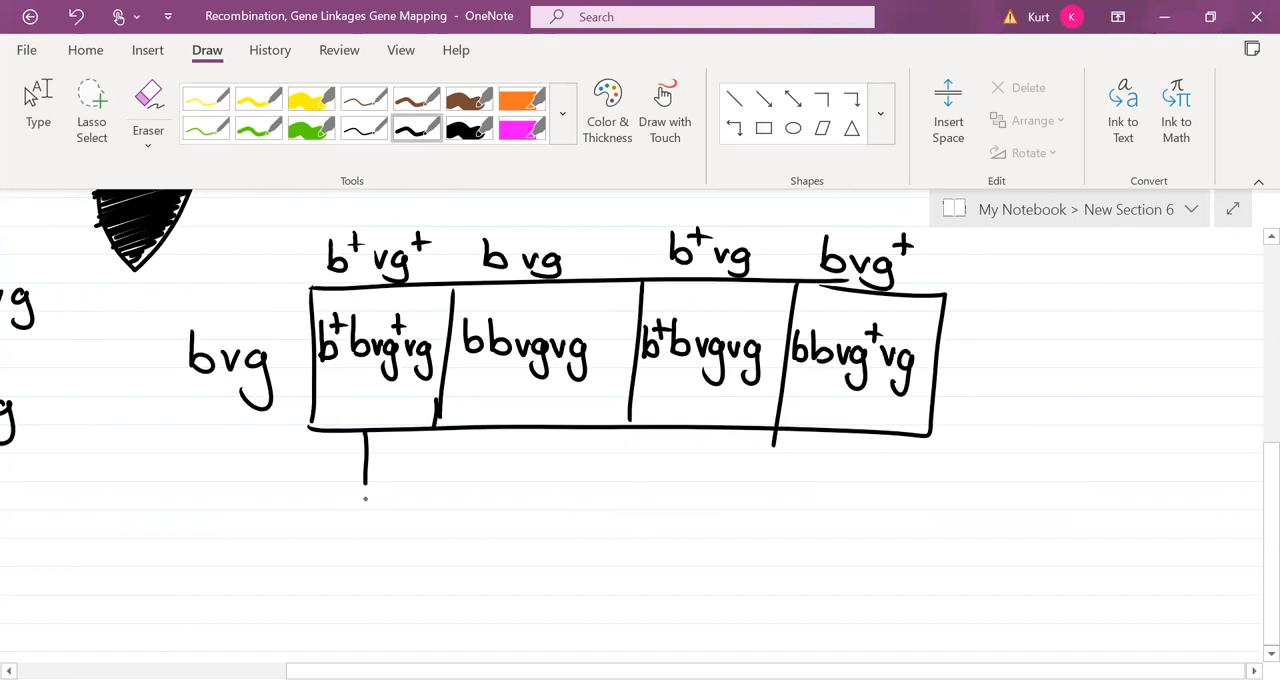 Recombination, Gene Linkages Gene Mapping - OneNote
Search
Kurt
K
File Home Insert Draw History Review View Help
Type
Lasso Select
Eraser
Color & Thickness
Draw with Touch
Insert Space
Delete
Arrange
Rotate
Ink to Text
Ink to Math
Tools
Shapes
Edit
Convert
My Notebook > New Section 6
b⁺vg⁺ b vg b⁺vg bvg⁺
vg
bvg b⁺bvg⁺vg bbvgvg b⁺bvgvg bbvg⁺vg
g